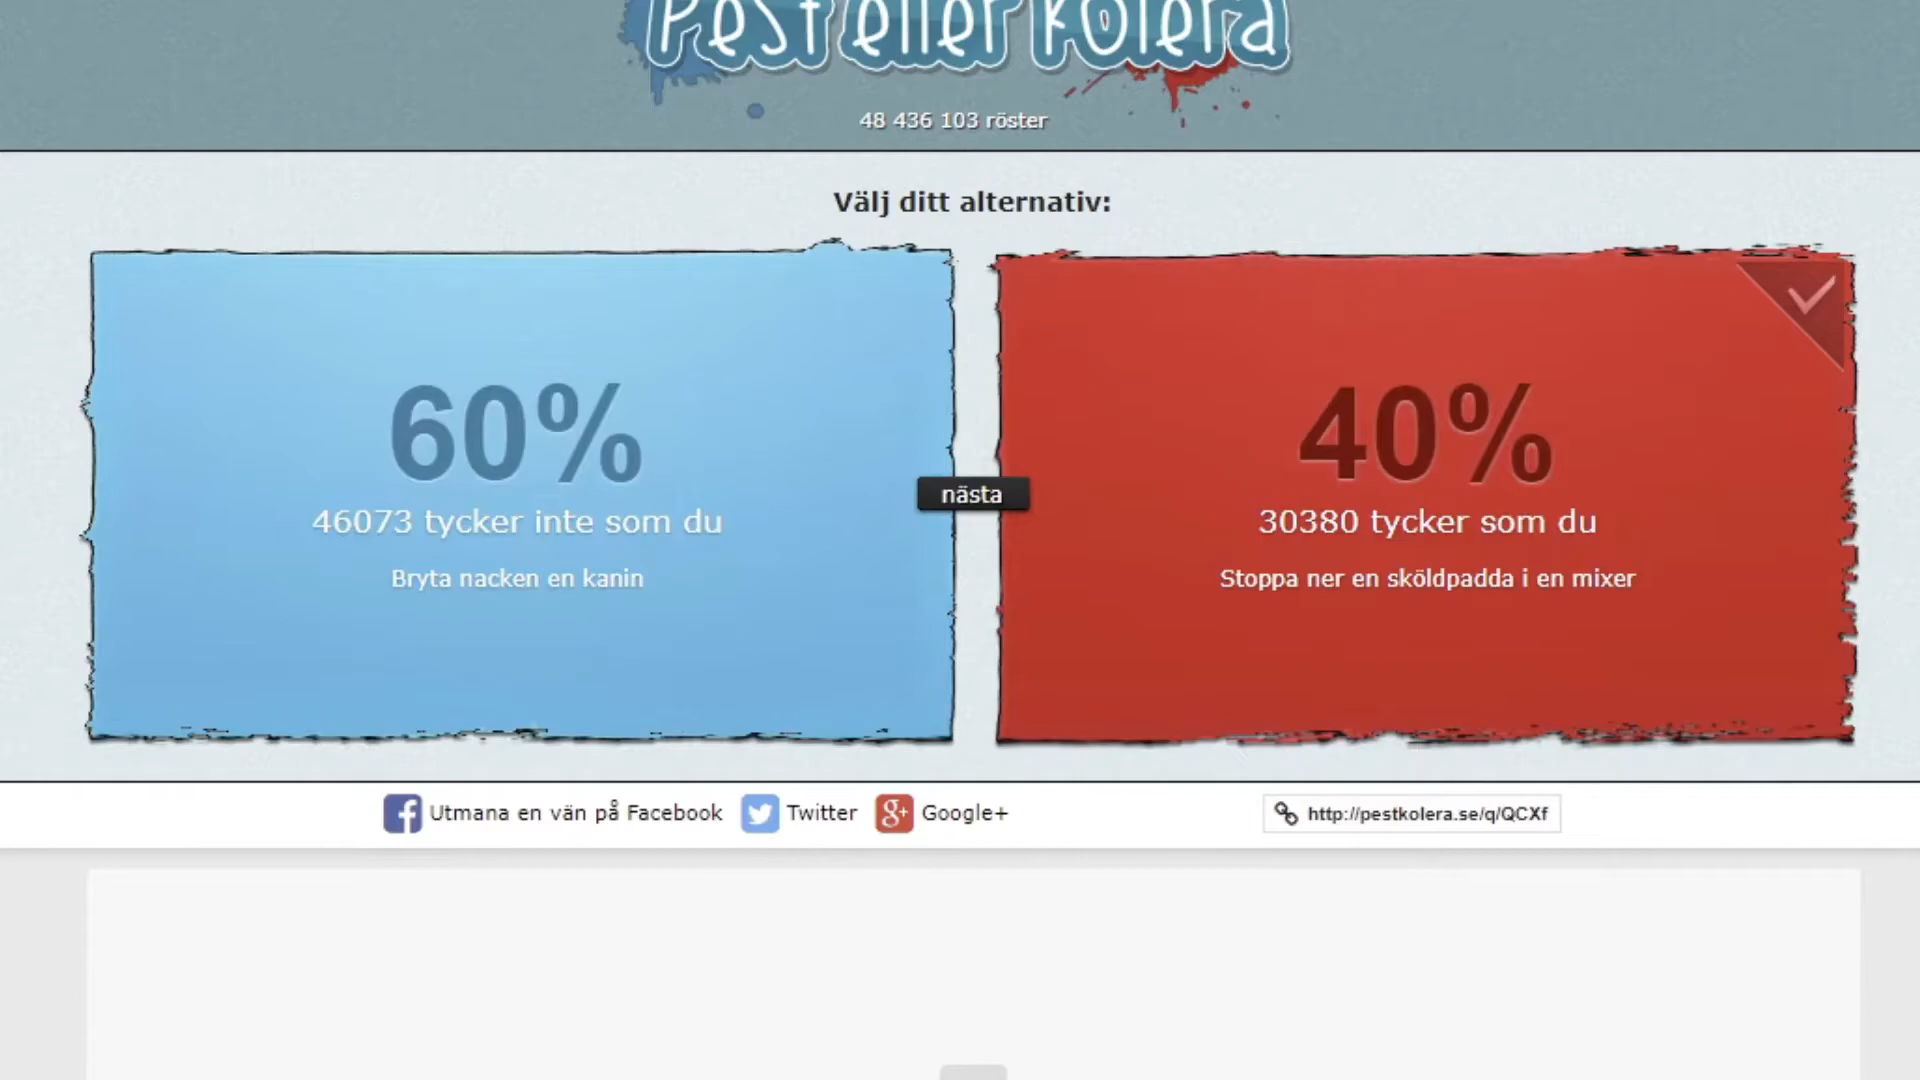 Pest eller Kolera
48 436 103 röster
Välj ditt alternativ:
60%
46073 tycker inte som du
Bryta nacken en kanin
nästa
40%
30380 tycker som du
Stoppa ner en sköldpadda i en mixer
Utmana en vän på Facebook Twitter Google+
http://pestkolera.se/q/QCXf